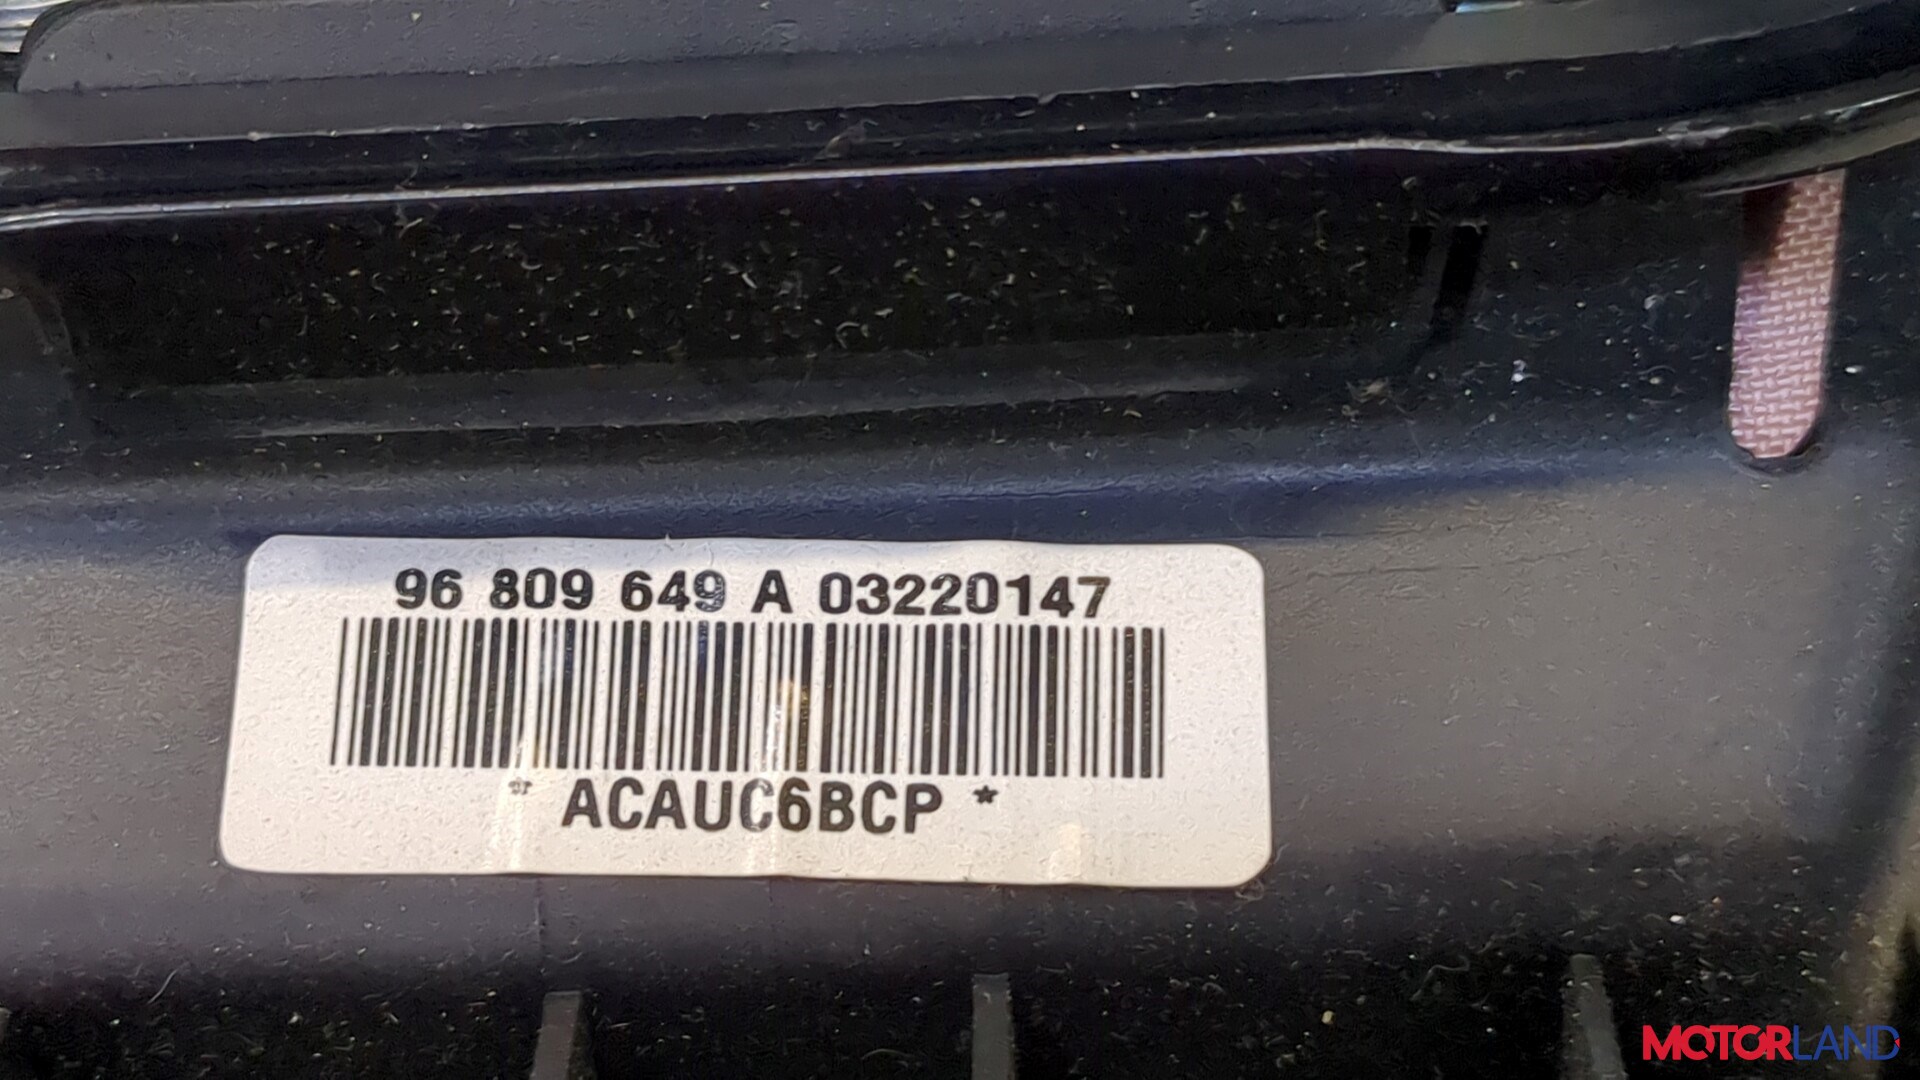 96 809 649 A 03220147
* ACAUC6BCP *
MOTORLAND